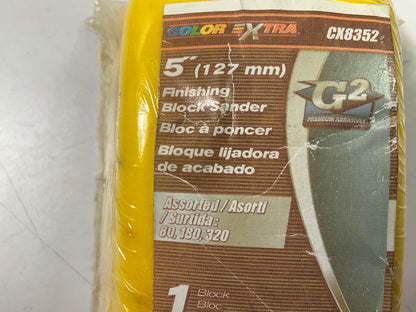 COLOR EXTRA
CX8352
5" (127 mm)
Finishing
Block Sander
Bloc à poncer
Bloque lijadora
de acabado
G2
PREMIUM ABRASIVES
Assorted / Asorti
/ Surtida :
80, 180, 320
1
Block
Bloc